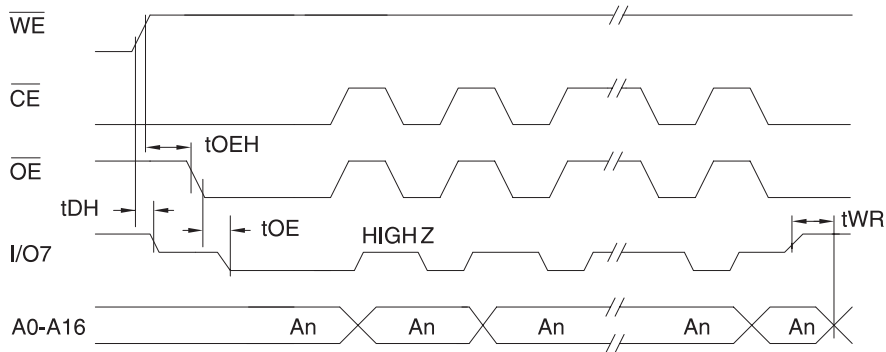 WE
CE
tOEH
OE
tDH
tOE
HIGH Z
tWR
I/O7
A0-A16
An
An
An
An
An